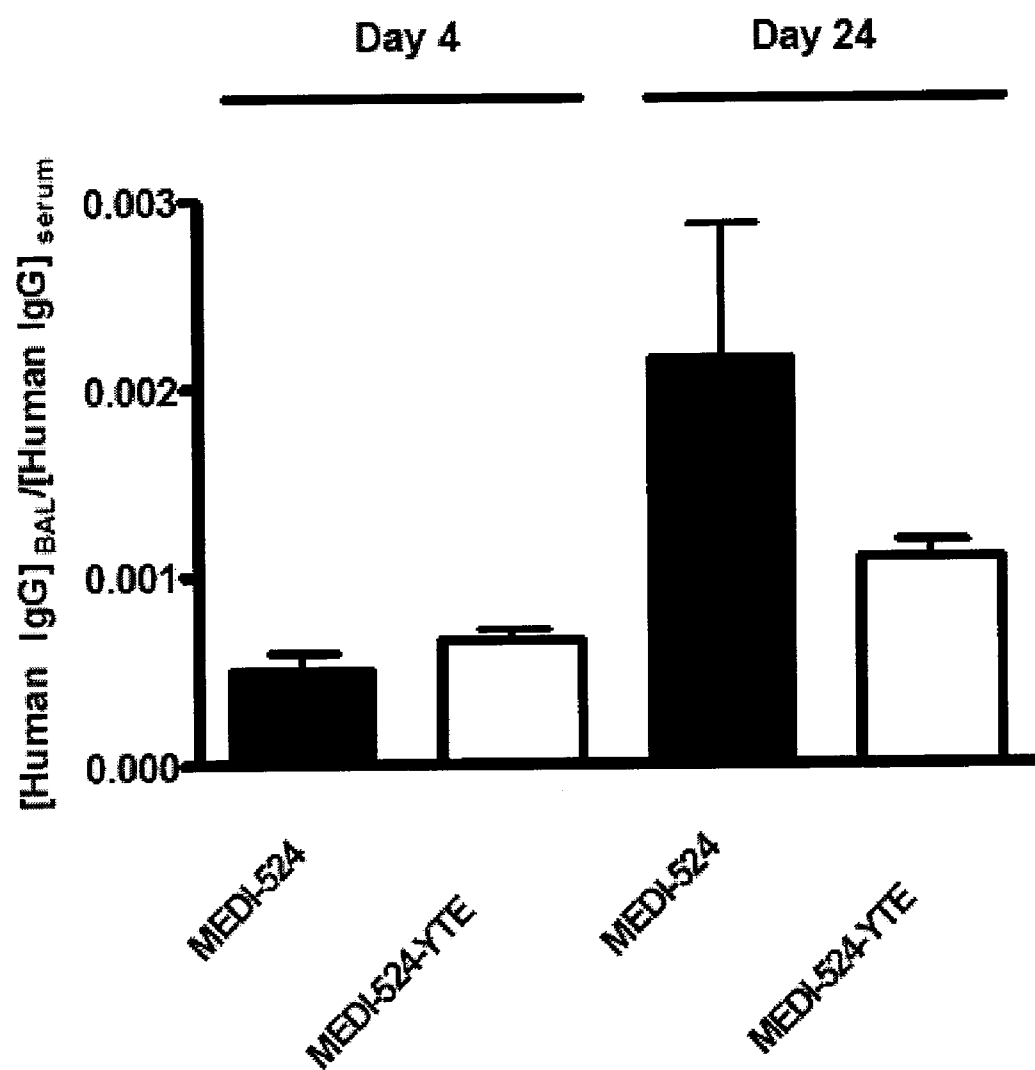 Day 4 Day 24
[Human IgG] BAL/[Human IgG] serum
0.003
0.002
0.001
0.000
MEDI-524
MEDI-524-YTE
MEDI-524
MEDI-524-YTE